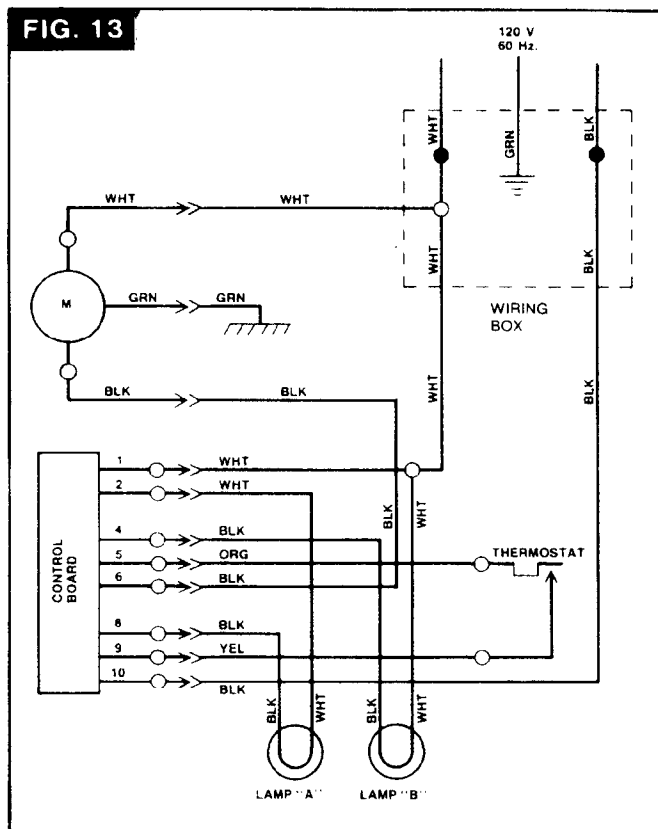 FIG. 13
120 V
60 Hz.
WHT
GRN
BLK
WHT
WHT
WHT
BLK
M
GRN
GRN
WIRING
BOX
WHT
BLK
BLK
BLK
1
WHT
2
WHT
BLK
WHT
4
BLK
5
ORG
THERMOSTAT
6
BLK
CONTROL
BOARD
8
BLK
9
YEL
10
BLK
BLK
WHT
BLK
WHT
LAMP "A"
LAMP "B"